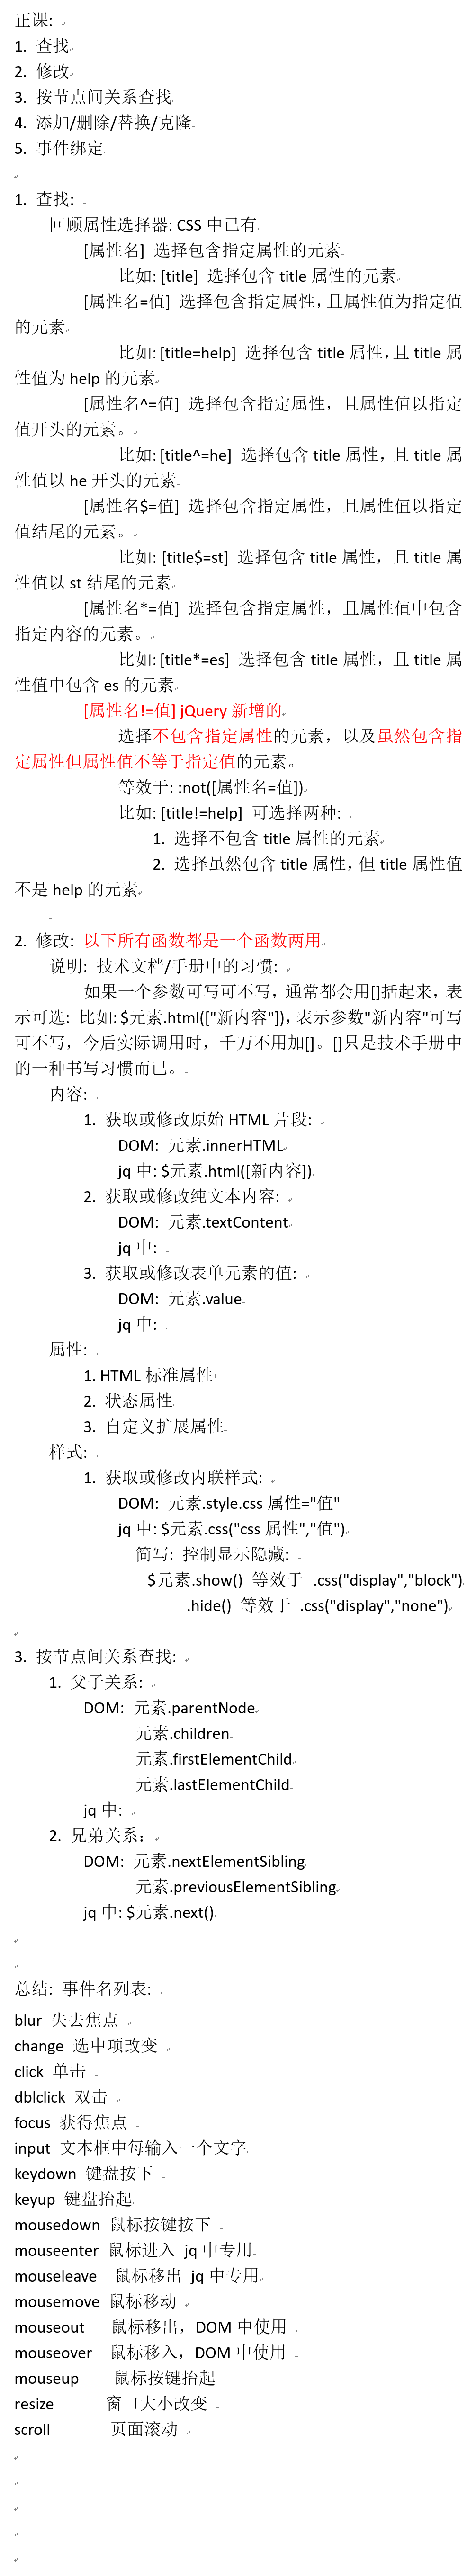 正课:
1. 查找
2. 修改
3. 按节点间关系查找
4. 添加/删除/替换/克隆
5. 事件绑定
1. 查找:
回顾属性选择器: CSS 中已有
[属性名] 选择包含指定属性的元素
比如: [title] 选择包含 title 属性的元素
[属性名=值] 选择包含指定属性，且属性值为指定值
的元素
比如: [title=help] 选择包含 title 属性，且 title 属
性值为 help 的元素
[属性名^=值] 选择包含指定属性，且属性值以指定
值开头的元素。
比如: [title^=he] 选择包含 title 属性，且 title 属
性值以 he 开头的元素
[属性名$=值] 选择包含指定属性，且属性值以指定
值结尾的元素。
比如: [title$=st] 选择包含 title 属性，且 title 属
性值以 st 结尾的元素
[属性名*=值] 选择包含指定属性，且属性值中包含
指定内容的元素。
比如: [title*=es] 选择包含 title 属性，且 title 属
性值中包含 es 的元素
[属性名!=值] jQuery 新增的
选择不包含指定属性的元素，以及虽然包含指
定属性但属性值不等于指定值的元素。
等效于: :not([属性名=值])
比如: [title!=help] 可选择两种:
1. 选择不包含 title 属性的元素
2. 选择虽然包含 title 属性，但 title 属性值
不是 help 的元素
2. 修改: 以下所有函数都是一个函数两用
说明: 技术文档/手册中的习惯:
如果一个参数可写可不写，通常都会用[]括起来，表
示可选: 比如: $元素.html(["新内容"])，表示参数"新内容"可写
可不写，今后实际调用时，千万不用加[]。[]只是技术手册中
的一种书写习惯而已。
内容:
1. 获取或修改原始 HTML 片段:
DOM: 元素.innerHTML
jq 中: $元素.html([新内容])
2. 获取或修改纯文本内容:
DOM: 元素.textContent
jq 中:
3. 获取或修改表单元素的值:
DOM: 元素.value
jq 中:
属性:
1. HTML 标准属性
2. 状态属性
3. 自定义扩展属性
样式:
1. 获取或修改内联样式:
DOM: 元素.style.css 属性="值"
jq 中: $元素.css("css 属性","值")
简写: 控制显示隐藏:
$元素.show() 等效于 .css("display","block")
.hide() 等效于 .css("display","none")
3. 按节点间关系查找:
1. 父子关系:
DOM: 元素.parentNode
元素.children
元素.firstElementChild
元素.lastElementChild
jq 中:
2. 兄弟关系：
DOM: 元素.nextElementSibling
元素.previousElementSibling
jq 中: $元素.next()
总结: 事件名列表:
blur 失去焦点
change 选中项改变
click 单击
dblclick 双击
focus 获得焦点
input 文本框中每输入一个文字
keydown 键盘按下
keyup 键盘抬起
mousedown 鼠标按键按下
mouseenter 鼠标进入 jq 中专用
mouseleave 鼠标移出 jq 中专用
mousemove 鼠标移动
mouseout 鼠标移出，DOM 中使用
mouseover 鼠标移入，DOM 中使用
mouseup 鼠标按键抬起
resize 窗口大小改变
scroll 页面滚动